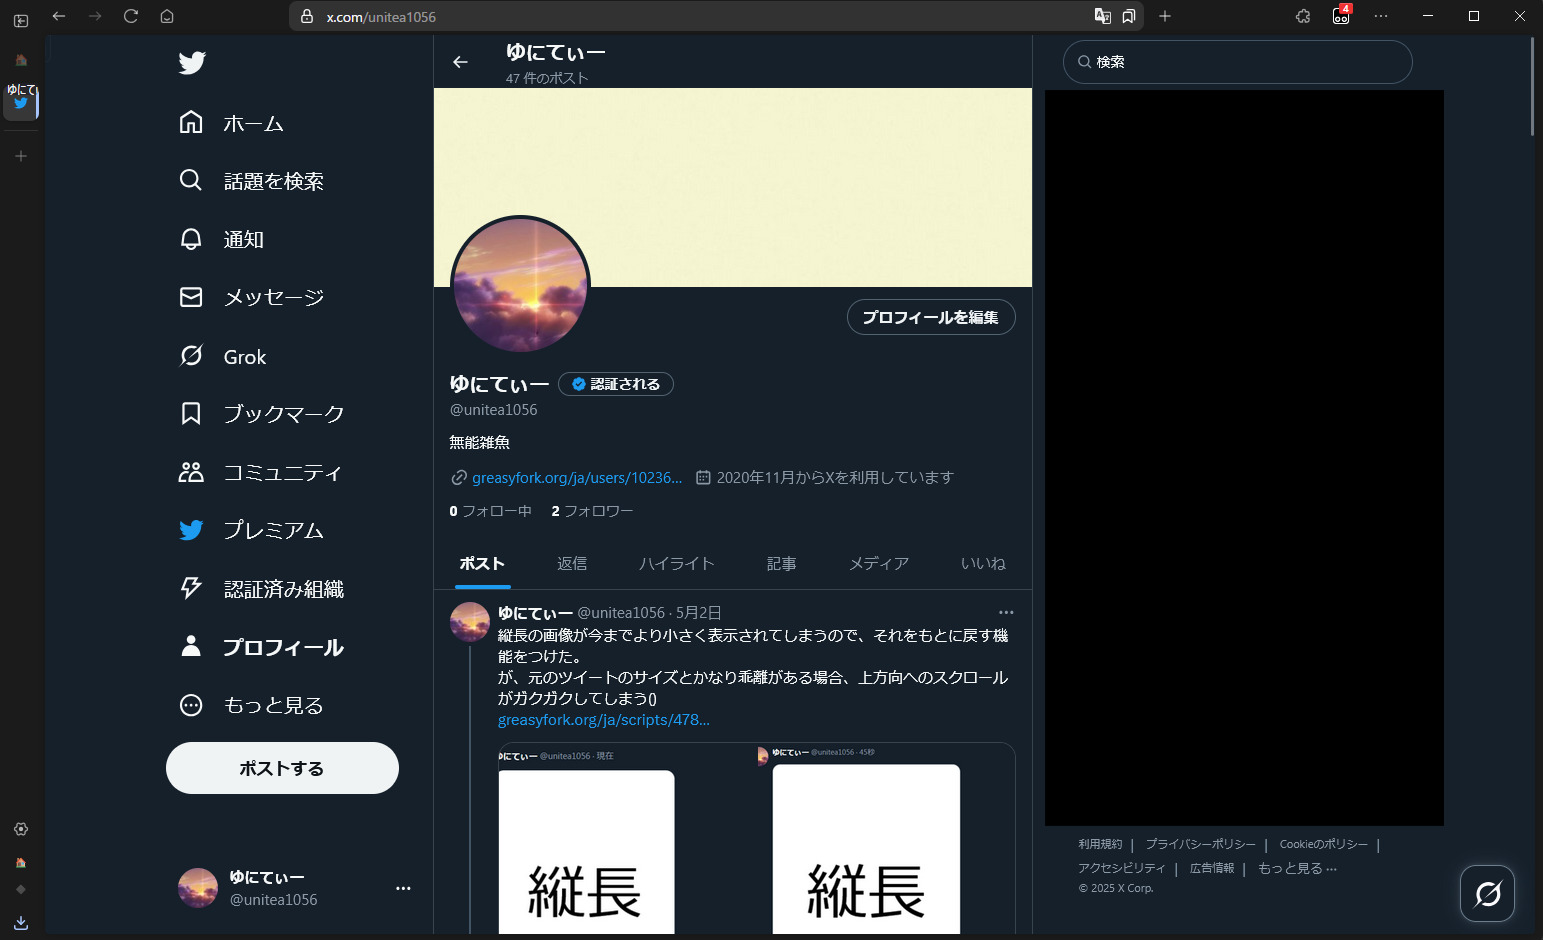 x.com/unitea1056
4
ゆにて
ホーム
話題を検索
通知
メッセージ
Grok
ブックマーク
コミュニティ
プレミアム
認証済み組織
プロフィール
もっと見る
ポストする
ゆにてぃー
@unitea1056
ゆにてぃー
47 件のポスト
プロフィールを編集
ゆにてぃー 認証される
@unitea1056
無能雑魚
greasyfork.org/ja/users/10236… 2020年11月からXを利用しています
0 フォロー中 2 フォロワー
ポスト 返信 ハイライト 記事 メディア いいね
ゆにてぃー @unitea1056 · 5月2日
縦長の画像が今までより小さく表示されてしまうので、それをもとに戻す機
能をつけた。
が、元のツイートのサイズとかなり乖離がある場合、上方向へのスクロール
がガクガクしてしまう()
greasyfork.org/ja/scripts/478…
ゆにてぃー @unitea1056 · 現在
縦長
ゆにてぃー @unitea1056 · 45秒
縦長
検索
利用規約 | プライバシーポリシー | Cookieのポリシー |
アクセシビリティ | 広告情報 | もっと見る ···
© 2025 X Corp.